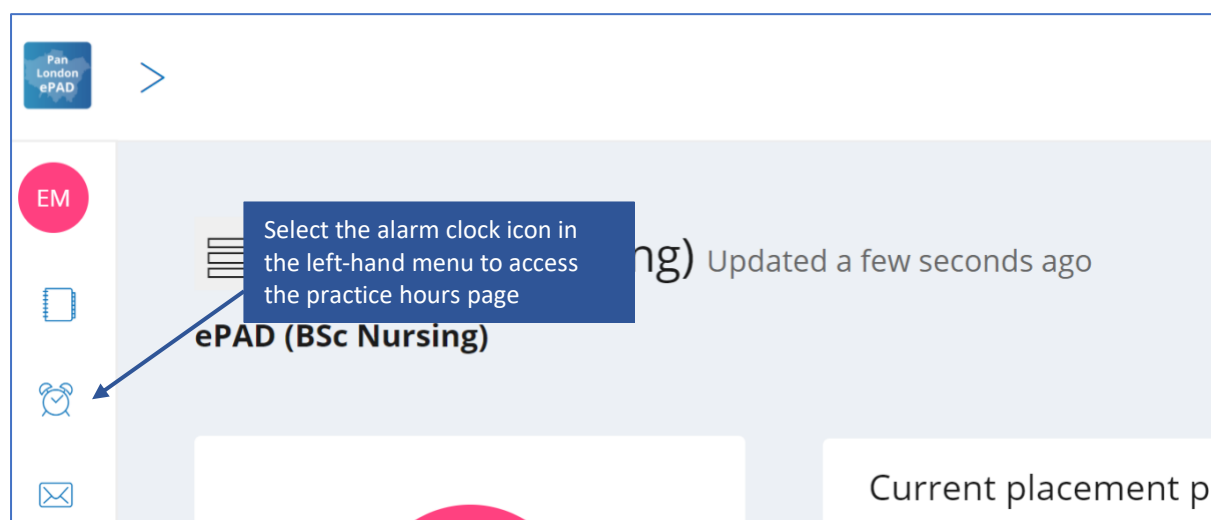 Pan
London
ePAD
EM
Select the alarm clock icon in
the left-hand menu to access
the practice hours page
ng) Updated a few seconds ago
ePAD (BSc Nursing)
Current placement p